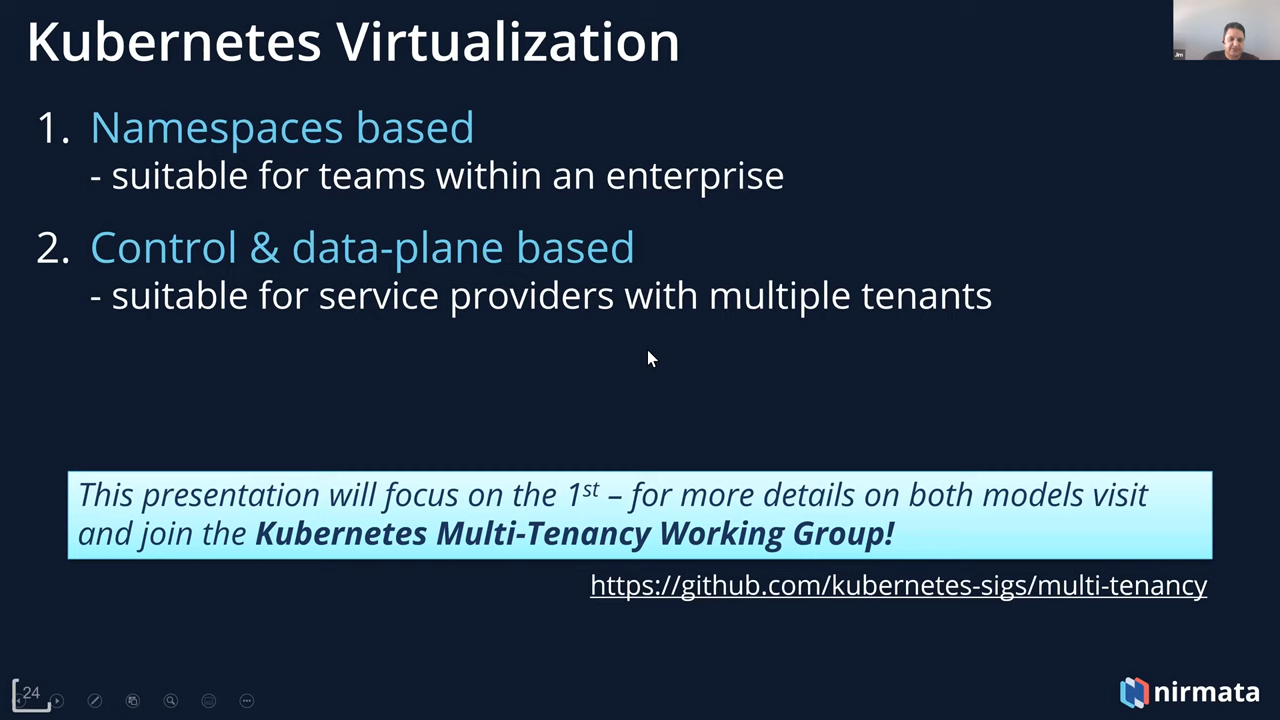 Kubernetes Virtualization
1. Namespaces based
- suitable for teams within an enterprise
2. Control & data-plane based
- suitable for service providers with multiple tenants
This presentation will focus on the 1st – for more details on both models visit
and join the Kubernetes Multi-Tenancy Working Group!
https://github.com/kubernetes-sigs/multi-tenancy
24
nirmata